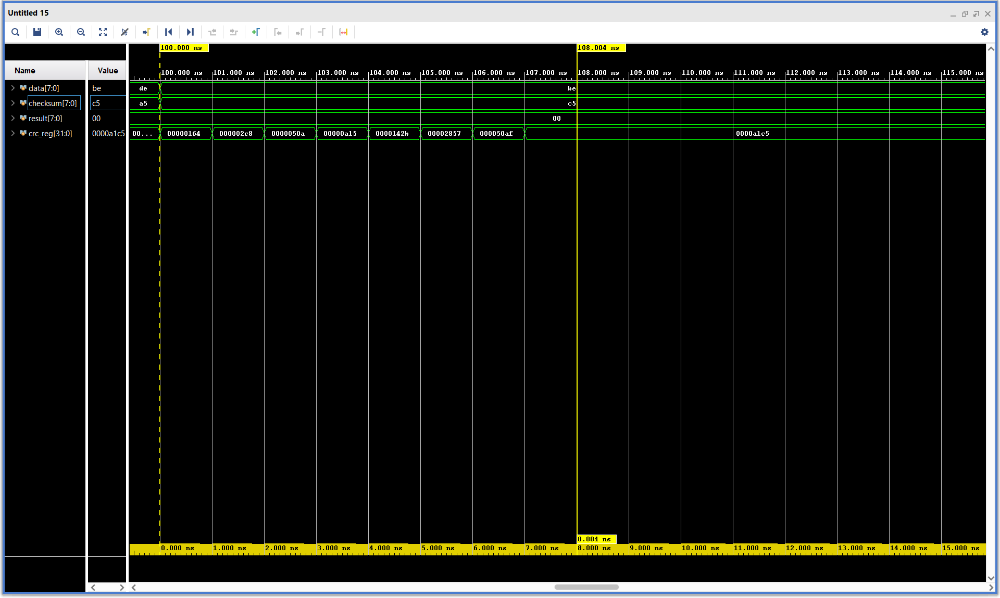 Untitled 15
100.000 ns 108.004 ns
Name Value
100.000 ns 101.000 ns 102.000 ns 103.000 ns 104.000 ns 105.000 ns 106.000 ns 107.000 ns 108.000 ns 109.000 ns 110.000 ns 111.000 ns 112.000 ns 113.000 ns 114.000 ns 115.000 ns
data[7:0] be de be
checksum[7:0] c5 a5 c5
result[7:0] 00 00
crc_reg[31:0] 0000a1c5 00... 00000164 000002c8 0000050a 00000a15 0000142b 00002857 000050af 0000a1c5
8.004 ns
0.000 ns 1.000 ns 2.000 ns 3.000 ns 4.000 ns 5.000 ns 6.000 ns 7.000 ns 8.000 ns 9.000 ns 10.000 ns 11.000 ns 12.000 ns 13.000 ns 14.000 ns 15.000 ns